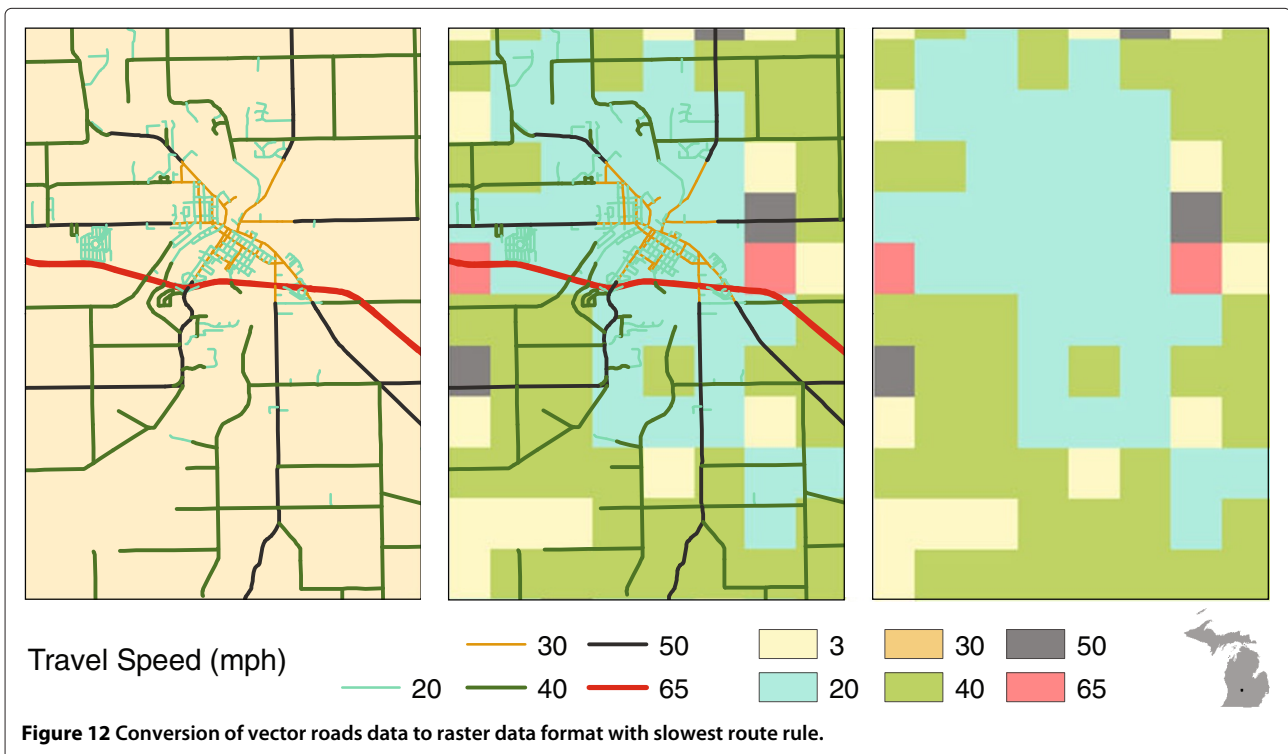 30 50 3 30 50
Travel Speed (mph)
20 40 65 20 40 65
Figure 12 Conversion of vector roads data to raster data format with slowest route rule.